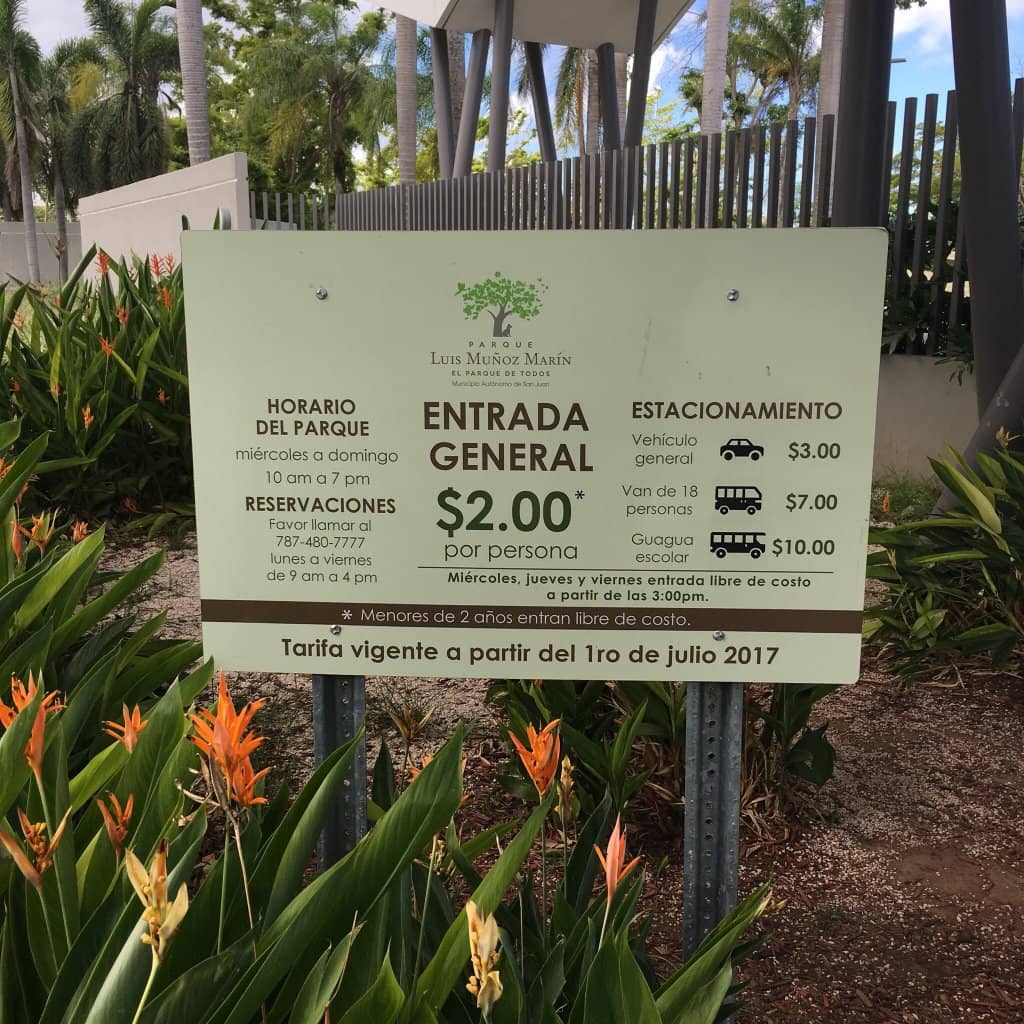 PARQUE
LUIS MUÑOZ MARÍN
EL PARQUE DE TODOS
Municipio Autónomo de San Juan
HORARIO
DEL PARQUE
miércoles a domingo
10 am a 7 pm
RESERVACIONES
Favor llamar al
787-480-7777
lunes a viernes
de 9 am a 4 pm
ENTRADA
GENERAL
$2.00*
por persona
ESTACIONAMIENTO
Vehículo
general
$3.00
Van de 18
personas
$7.00
Guagua
escolar
$10.00
Miércoles, jueves y viernes entrada libre de costo
a partir de las 3:00pm.
* Menores de 2 años entran libre de costo.
Tarifa vigente a partir del 1ro de julio 2017